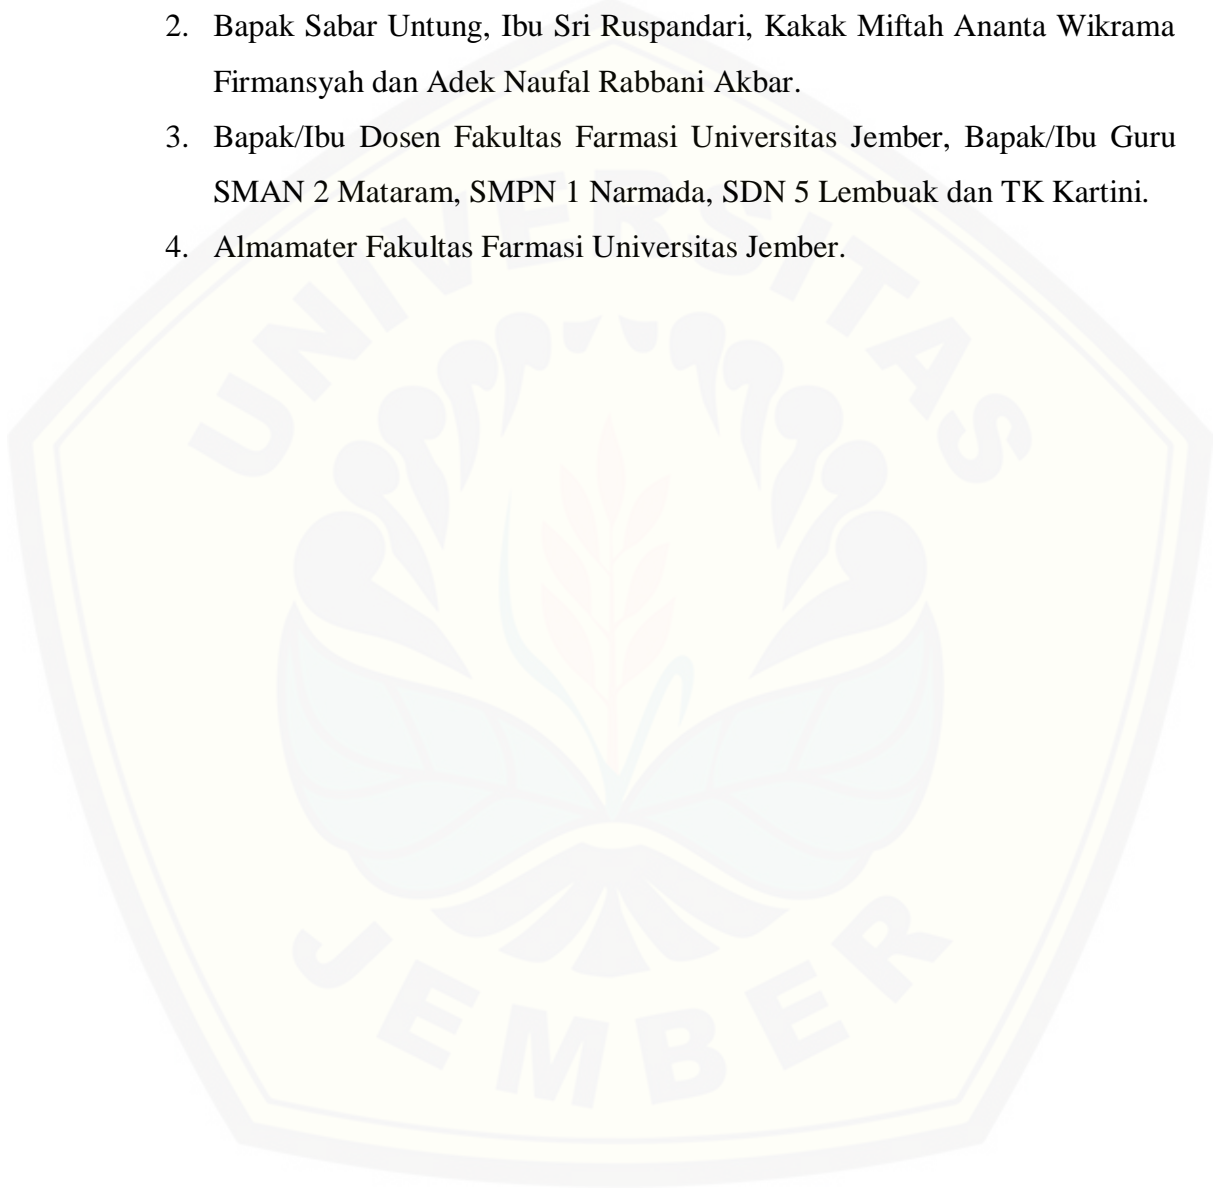 2. Bapak Sabar Untung, Ibu Sri Ruspandari, Kakak Miftah Ananta Wikrama
Firmansyah dan Adek Naufal Rabbani Akbar.
3. Bapak/Ibu Dosen Fakultas Farmasi Universitas Jember, Bapak/Ibu Guru
SMAN 2 Mataram, SMPN 1 Narmada, SDN 5 Lembuak dan TK Kartini.
4. Almamater Fakultas Farmasi Universitas Jember.
UNIVERSITAS
JEMBER